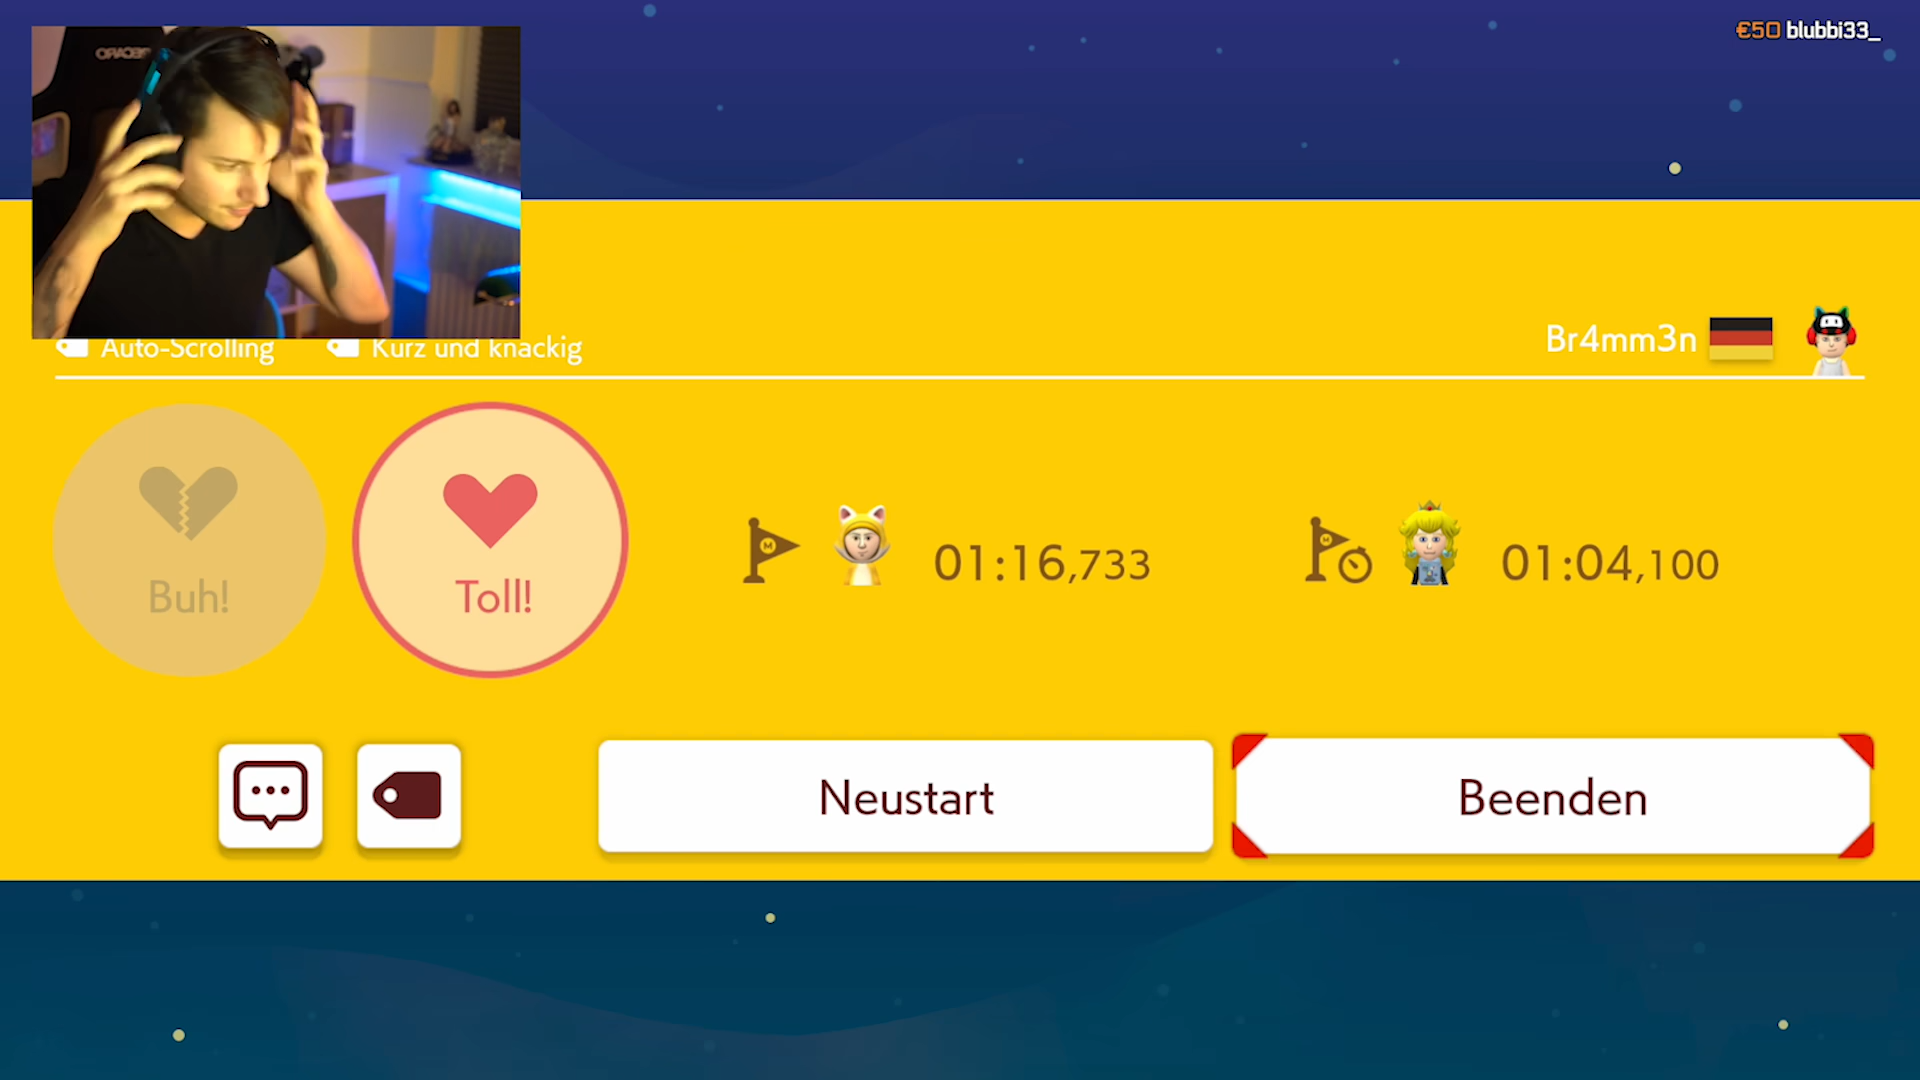 €50 blubbi33_
Br4mm3n
Auto-Scrolling Kurz und knackig
Buh! Toll! M 01:16,733 M 01:04,100
Neustart Beenden